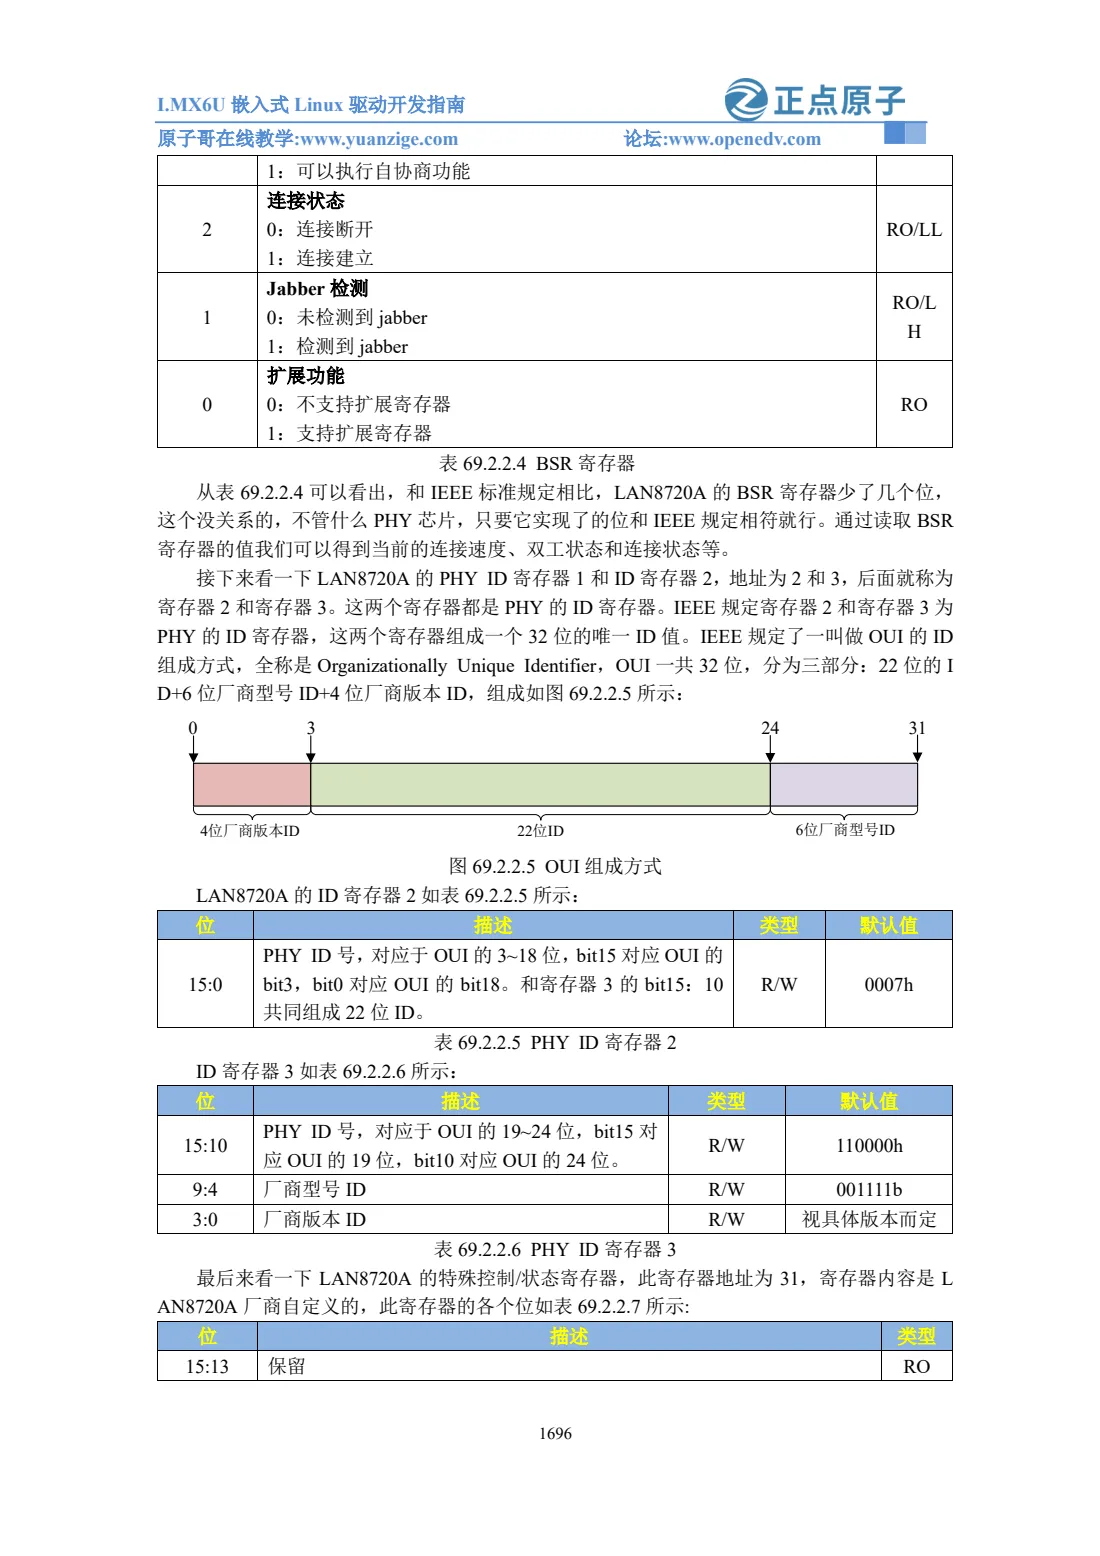 I.MX6U 嵌入式 Linux 驱动开发指南
正点原子
原子哥在线教学:www.yuanzige.com 论坛:www.openedv.com
1：可以执行自协商功能
连接状态
2 0：连接断开 RO/LL
1：连接建立
Jabber 检测
1 0：未检测到 jabber RO/L
H
1：检测到 jabber
扩展功能
0 0：不支持扩展寄存器 RO
1：支持扩展寄存器
表 69.2.2.4 BSR 寄存器
从表 69.2.2.4 可以看出，和 IEEE 标准规定相比，LAN8720A 的 BSR 寄存器少了几个位，
这个没关系的，不管什么 PHY 芯片，只要它实现了的位和 IEEE 规定相符就行。通过读取 BSR
寄存器的值我们可以得到当前的连接速度、双工状态和连接状态等。
接下来看一下 LAN8720A 的 PHY ID 寄存器 1 和 ID 寄存器 2，地址为 2 和 3，后面就称为
寄存器 2 和寄存器 3。这两个寄存器都是 PHY 的 ID 寄存器。IEEE 规定寄存器 2 和寄存器 3 为
PHY 的 ID 寄存器，这两个寄存器组成一个 32 位的唯一 ID 值。IEEE 规定了一叫做 OUI 的 ID
组成方式，全称是 Organizationally Unique Identifier，OUI 一共 32 位，分为三部分：22 位的 I
D+6 位厂商型号 ID+4 位厂商版本 ID，组成如图 69.2.2.5 所示：
0 3 24 31
4位厂商版本ID 22位ID 6位厂商型号ID
图 69.2.2.5 OUI 组成方式
LAN8720A 的 ID 寄存器 2 如表 69.2.2.5 所示：
位 描述 类型 默认值
PHY ID 号，对应于 OUI 的 3~18 位，bit15 对应 OUI 的
15:0 bit3，bit0 对应 OUI 的 bit18。和寄存器 3 的 bit15：10 R/W 0007h
共同组成 22 位 ID。
表 69.2.2.5 PHY ID 寄存器 2
ID 寄存器 3 如表 69.2.2.6 所示：
位 描述 类型 默认值
15:10 PHY ID 号，对应于 OUI 的 19~24 位，bit15 对 R/W 110000h
应 OUI 的 19 位，bit10 对应 OUI 的 24 位。
9:4 厂商型号 ID R/W 001111b
3:0 厂商版本 ID R/W 视具体版本而定
表 69.2.2.6 PHY ID 寄存器 3
最后来看一下 LAN8720A 的特殊控制/状态寄存器，此寄存器地址为 31，寄存器内容是 L
AN8720A 厂商自定义的，此寄存器的各个位如表 69.2.2.7 所示:
位 描述 类型
15:13 保留 RO
1696